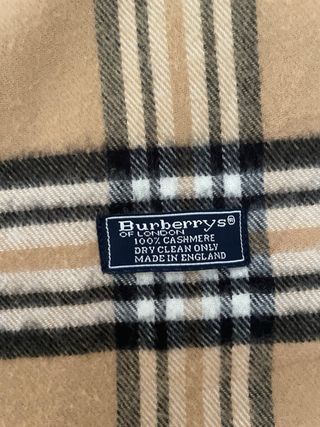 Burberrys®
OF LONDON
100% CASHMERE
DRY CLEAN ONLY
MADE IN ENGLAND